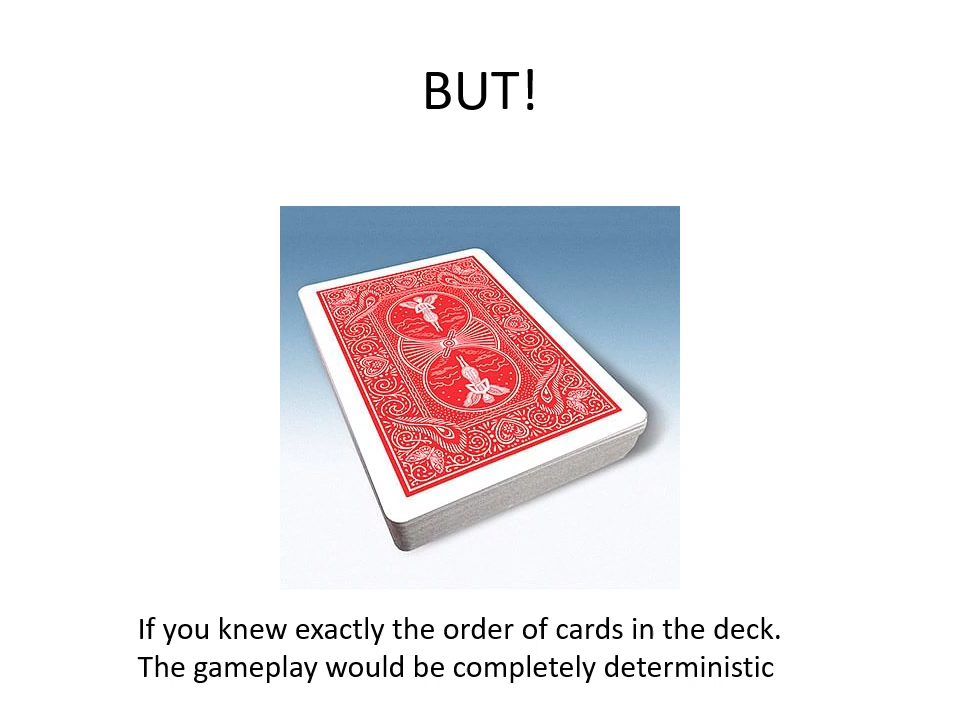 BUT!
If you knew exactly the order of cards in the deck.
The gameplay would be completely deterministic